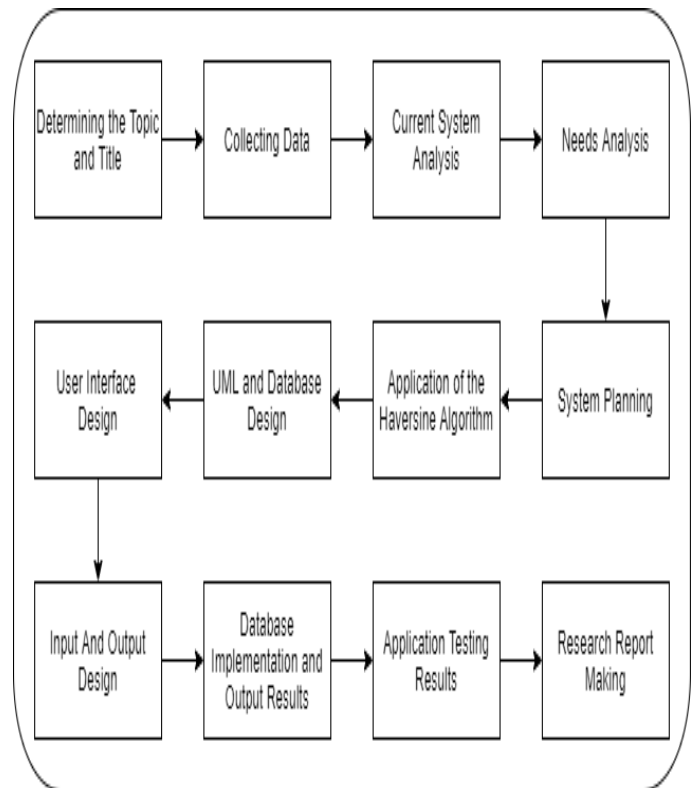 Determining the Topic
and Title
Collecting Data
Current System
Analysis
Needs Analysis
System Planning
Application of the
Haversine Algorithm
UML and Database
Design
User Interface
Design
Input And Output
Design
Database
Implementation and
Output Results
Application Testing
Results
Research Report
Making